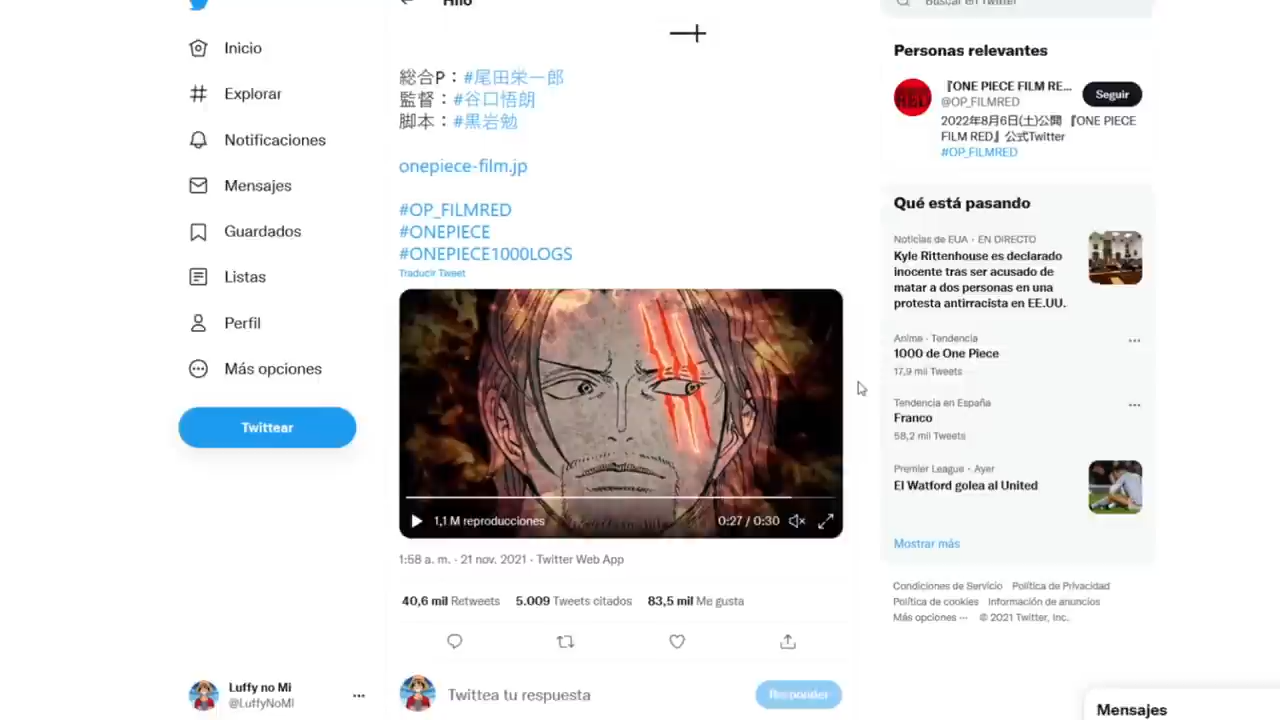 Inicio
Explorar
Notificaciones
Mensajes
Guardados
Listas
Perfil
Más opciones
Twittear
Luffy no Mi
@LuffyNoMi
Hilo
総合P：#尾田栄一郎
監督：#谷口悟朗
脚本：#黒岩勉
onepiece-film.jp
#OP_FILMRED
#ONEPIECE
#ONEPIECE1000LOGS
Traducir Tweet
1,1 M reproducciones
0:27 / 0:30
1:58 a. m. · 21 nov. 2021 · Twitter Web App
40,6 mil Retweets 5.009 Tweets citados 83,5 mil Me gusta
Twittea tu respuesta
Responder
Buscar en Twitter
Personas relevantes
RED
『ONE PIECE FILM RE...
@OP_FILMRED
Seguir
2022年8月6日(土)公開 『ONE PIECE
FILM RED』公式Twitter
#OP_FILMRED
Qué está pasando
Noticias de EUA · EN DIRECTO
Kyle Rittenhouse es declarado
inocente tras ser acusado de
matar a dos personas en una
protesta antirracista en EE.UU.
Anime · Tendencia
1000 de One Piece
17,9 mil Tweets
Tendencia en España
Franco
58,2 mil Tweets
Premier League · Ayer
El Watford golea al United
Mostrar más
Condiciones de Servicio Política de Privacidad
Política de cookies Información de anuncios
Más opciones ··· © 2021 Twitter, Inc.
Mensajes